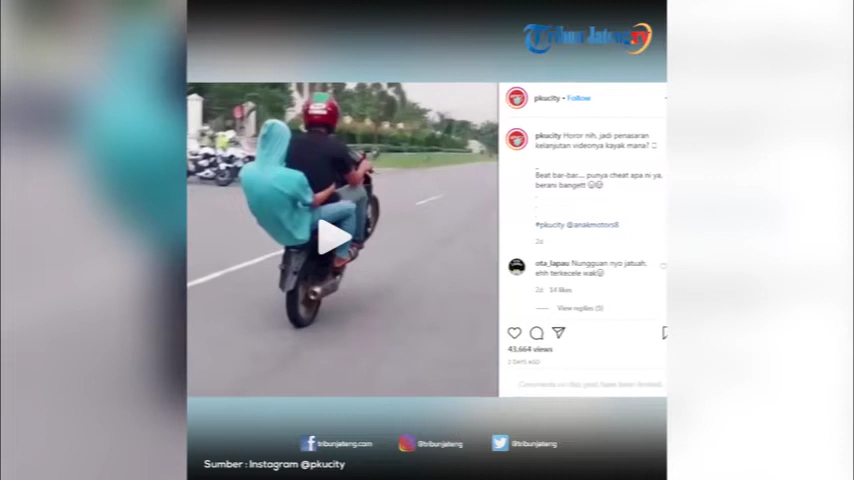 Tribun Jateng
pkucity • Follow
pkucity Horor nih, jadi penasaran
kelanjutan videonya kayak mana?
Beat bar-bar.... punya cheat apa ni ya,
berani bangett
#pkucity @anakmotorsll
2d
ota_lapau Nungguan nyo jatuah,
ehh terkecele wak
2d 14 likes
View replies (5)
43,664 views
2 DAYS AGO
Comments on this post have been limited.
tribunjateng.com @tribunjateng @tribunjateng
Sumber : Instagram @pkucity